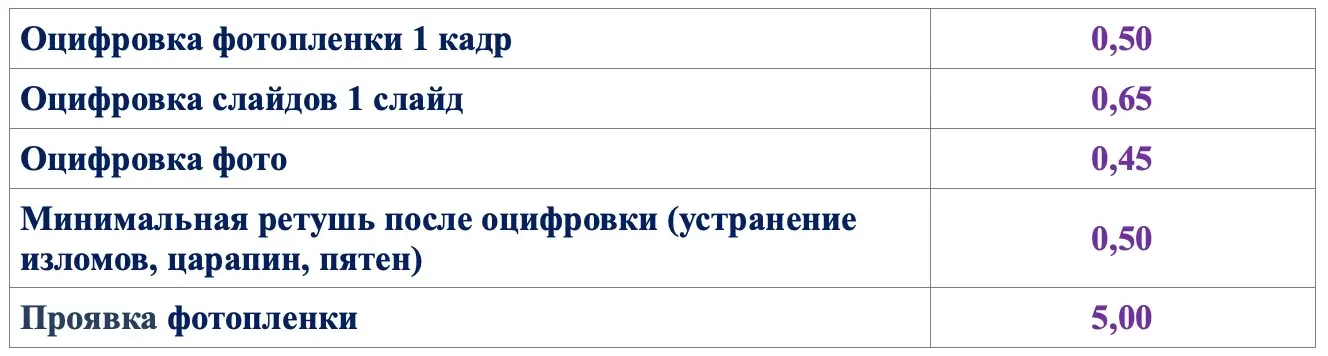 Оцифровка фотопленки 1 кадр 0,50
Оцифровка слайдов 1 слайд 0,65
Оцифровка фото 0,45
Минимальная ретушь после оцифровки (устранение
изломов, царапин, пятен) 0,50
Проявка фотопленки 5,00